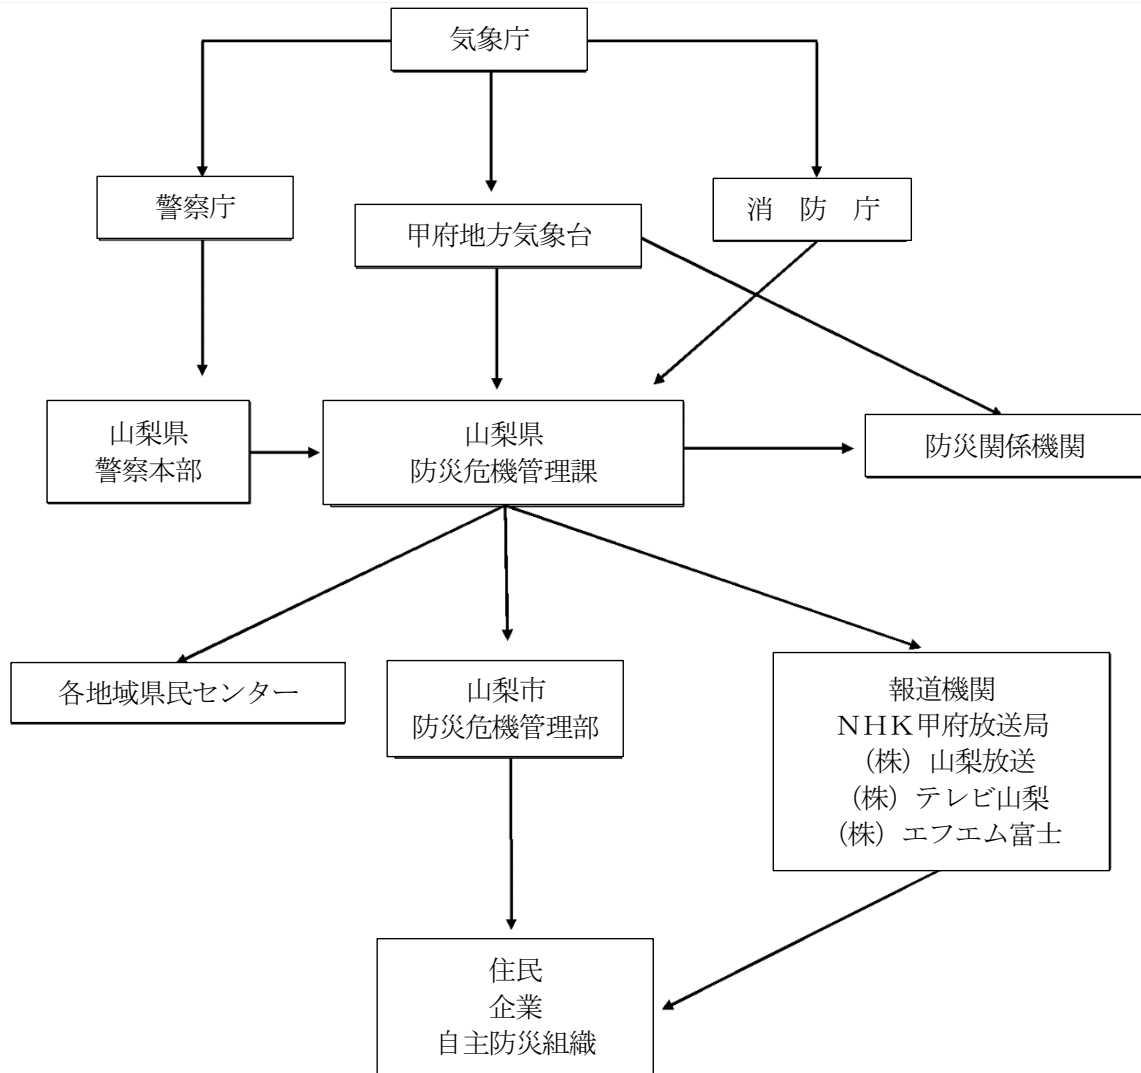 気象庁
警察庁
消　防　庁
甲府地方気象台
山梨県
警察本部
山梨県
防災危機管理課
防災関係機関
各地域県民センター
山梨市
防災危機管理部
報道機関
ＮＨＫ甲府放送局
（株）山梨放送
（株）テレビ山梨
（株）エフエム富士
住民
企業
自主防災組織